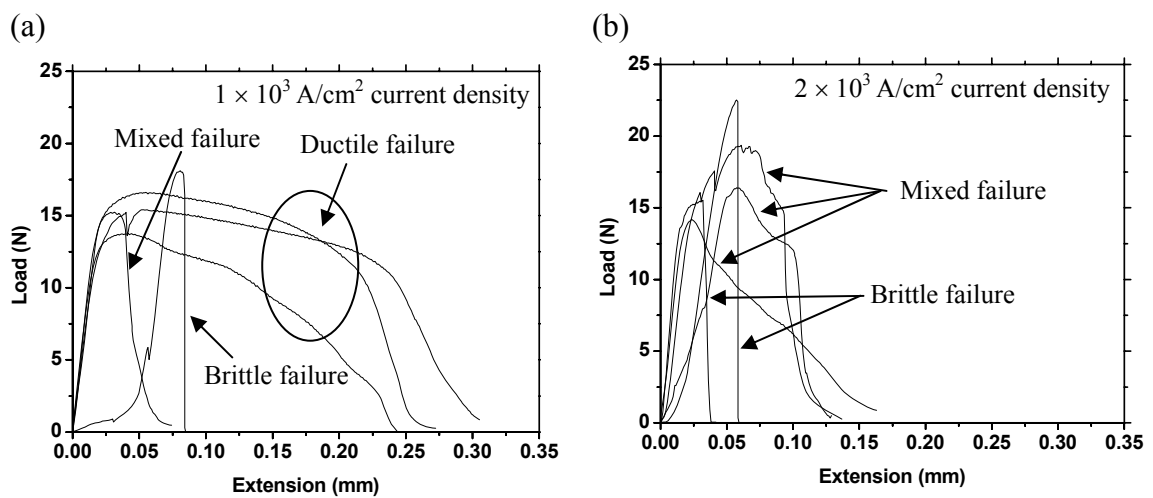 (a)
1 × 10³ A/cm² current density
Mixed failure
Ductile failure
Brittle failure
Load (N)
25
20
15
10
5
0
0.00 0.05 0.10 0.15 0.20 0.25 0.30 0.35
Extension (mm)
(b)
2 × 10³ A/cm² current density
Mixed failure
Brittle failure
Load (N)
25
20
15
10
5
0
0.00 0.05 0.10 0.15 0.20 0.25 0.30 0.35
Extension (mm)